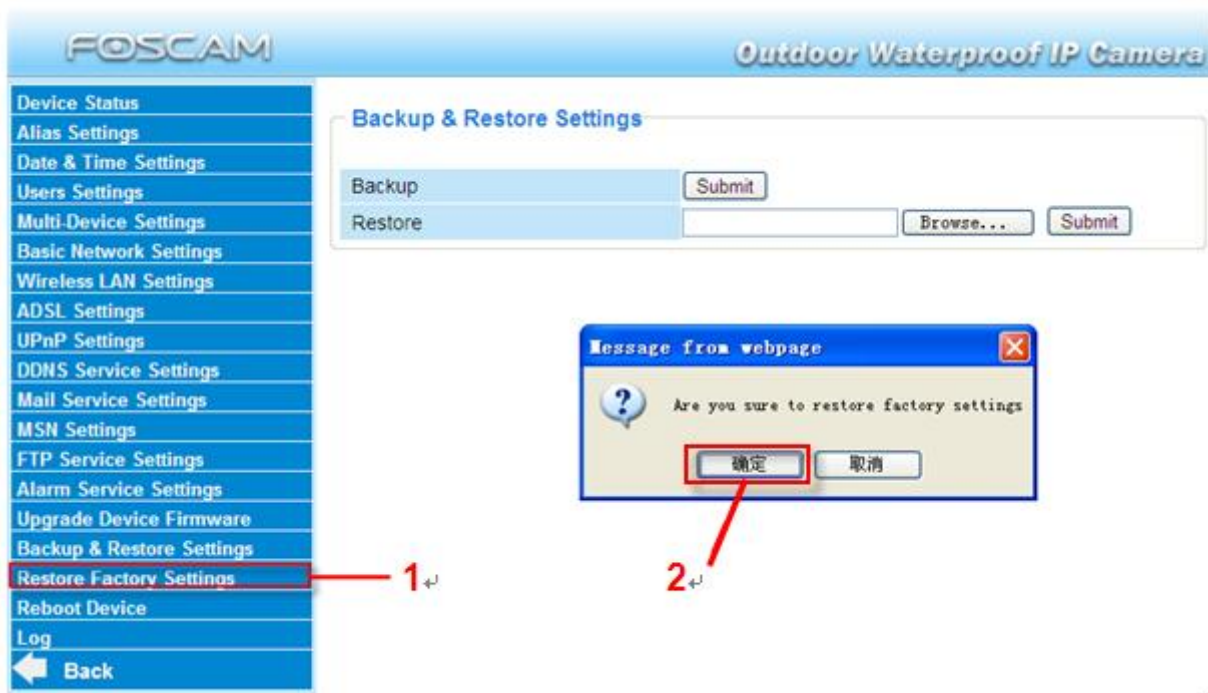 FOSCAM
Outdoor Waterproof IP Camera
Device Status
Alias Settings
Date & Time Settings
Users Settings
Multi-Device Settings
Basic Network Settings
Wireless LAN Settings
ADSL Settings
UPnP Settings
DDNS Service Settings
Mail Service Settings
MSN Settings
FTP Service Settings
Alarm Service Settings
Upgrade Device Firmware
Backup & Restore Settings
Restore Factory Settings
Reboot Device
Log
Back
Backup & Restore Settings
Backup Submit
Restore Browse... Submit
Message from webpage
Are you sure to restore factory settings
确定 取消
1
2